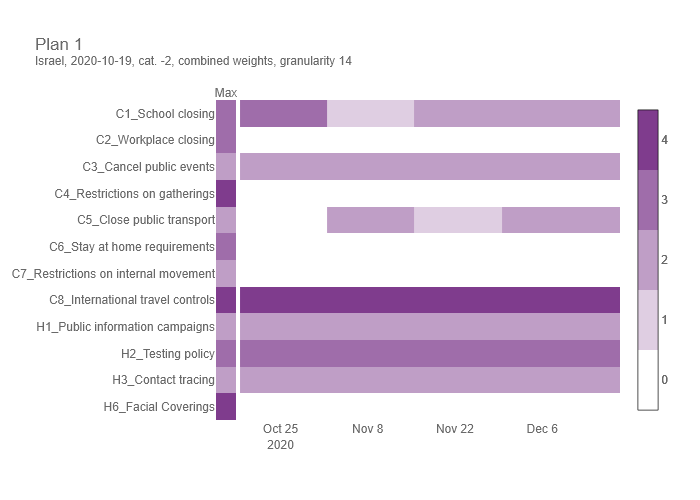 Plan 1
Israel, 2020-10-19, cat. -2, combined weights, granularity 14
Max
C1_School closing
C2_Workplace closing
C3_Cancel public events
C4_Restrictions on gatherings
C5_Close public transport
C6_Stay at home requirements
C7_Restrictions on internal movement
C8_International travel controls
H1_Public information campaigns
H2_Testing policy
H3_Contact tracing
H6_Facial Coverings
Oct 25 Nov 8 Nov 22 Dec 6
2020
4
3
2
1
0